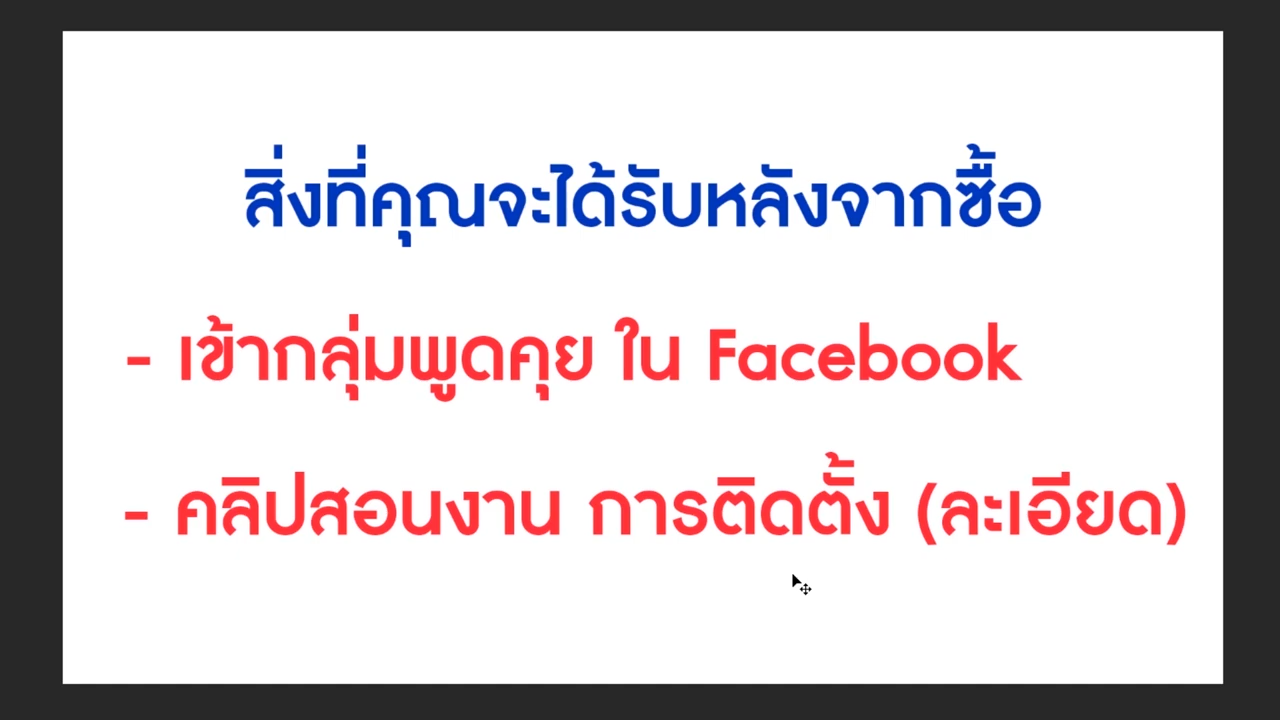 สิ่งที่คุณจะได้รับหลังจากซื้อ
- เข้ากลุ่มพูดคุย ใน Facebook
- คลิปสอนงาน การติดตั้ง (ละเอียด)